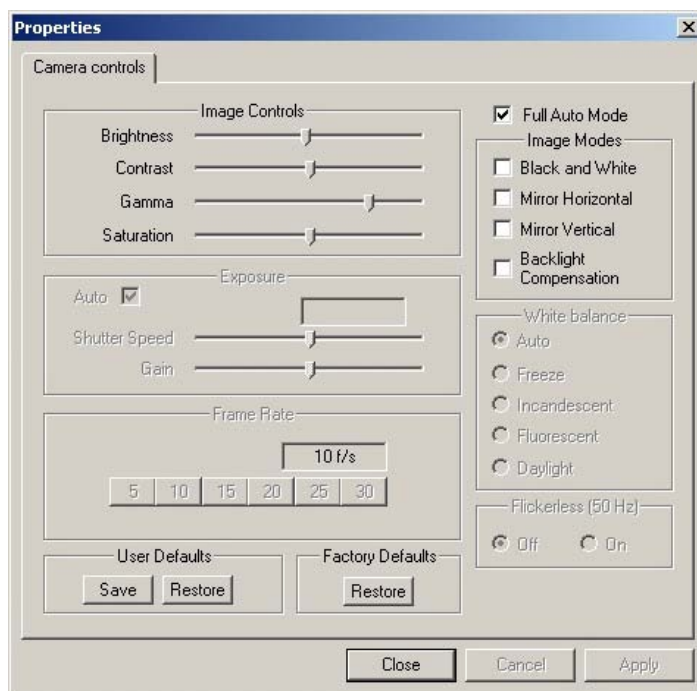 Properties
Camera controls
Image Controls
Brightness
Contrast
Gamma
Saturation
Exposure
Auto
Shutter Speed
Gain
Frame Rate
10 f/s
5 10 15 20 25 30
User Defaults
Save Restore
Factory Defaults
Restore
Full Auto Mode
Image Modes
Black and White
Mirror Horizontal
Mirror Vertical
Backlight
Compensation
White balance
Auto
Freeze
Incandescent
Fluorescent
Daylight
Flickerless (50 Hz)
Off On
Close Cancel Apply